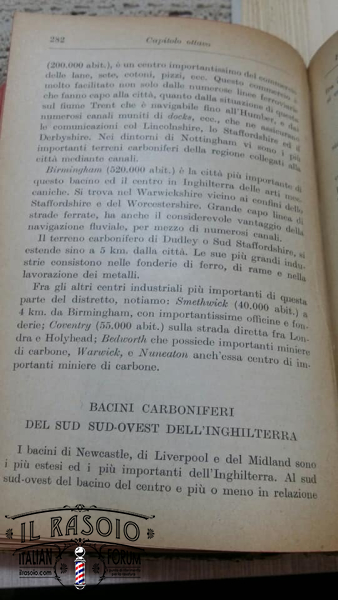 282
Capitolo ottavo
(200.000 abit.), è un centro importantissimo del commercio
delle lane, sete, cotoni, pizzi, ecc. Questo commercio è
molto facilitato non solo dalle numerose linee ferroviarie
che fanno capo alla città, quanto dalla situazione di questa
sul fiume Trent che è navigabile fino all'Humber, e dai
numerosi canali muniti di docks, ecc., che ne assicurano
le comunicazioni col Lincolnshire, lo Staffordshire ed il
Derbyshire. Nei dintorni di Nottingham vi sono i più
importanti terreni carboniferi della regione collegati alla
città mediante canali.
Birmingham (520.000 abit.) è la città più importante di
questo bacino ed il centro in Inghilterra delle arti mec-
caniche. Si trova nel Warwickshire vicino ai confini dello
Staffordshire e del Worcestershire. Grande capo linea di
strade ferrate, ha anche il considerevole vantaggio della
navigazione fluviale, per mezzo di numerosi canali.
Il terreno carbonifero di Dudley o Sud Staffordshire, si
estende sino a 5 km. dalla città. Le sue più grandi indu-
strie consistono nelle fonderie di ferro, di rame e nella
lavorazione dei metalli.
Fra gli altri centri industriali più importanti di questa
parte del distretto, notiamo: Smethwick (40.000 abit.) a
4 km. da Birmingham, con importantissime officine e fon-
derie; Coventry (55.000 abit.) sulla strada diretta fra Lon-
dra e Holyhead; Bedworth che possiede importanti miniere
di carbone, Warwick, e Nuneaton anch'essa centro di im-
portanti miniere di carbone.
BACINI CARBONIFERI
DEL SUD SUD-OVEST DELL'INGHILTERRA
I bacini di Newcastle, di Liverpool e del Midland sono
i più estesi ed i più importanti dell'Inghilterra. Al sud
sud-ovest del bacino del centro e più o meno in relazione
IL RASOIO
ITALIAN FORUM
ilrasoio.com